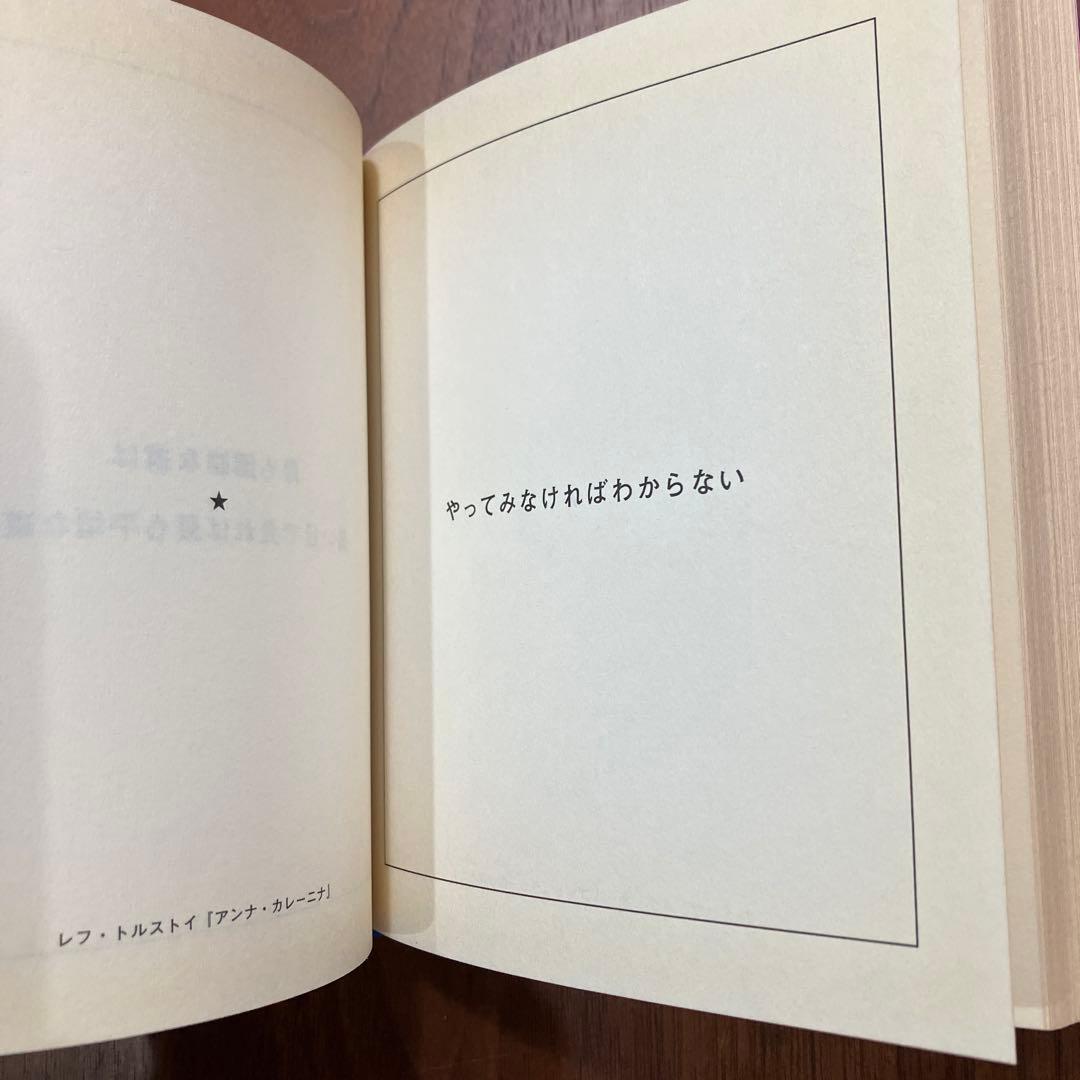 ★
レフ・トルストイ『アンナ・カレーニナ』
やってみなければわからない